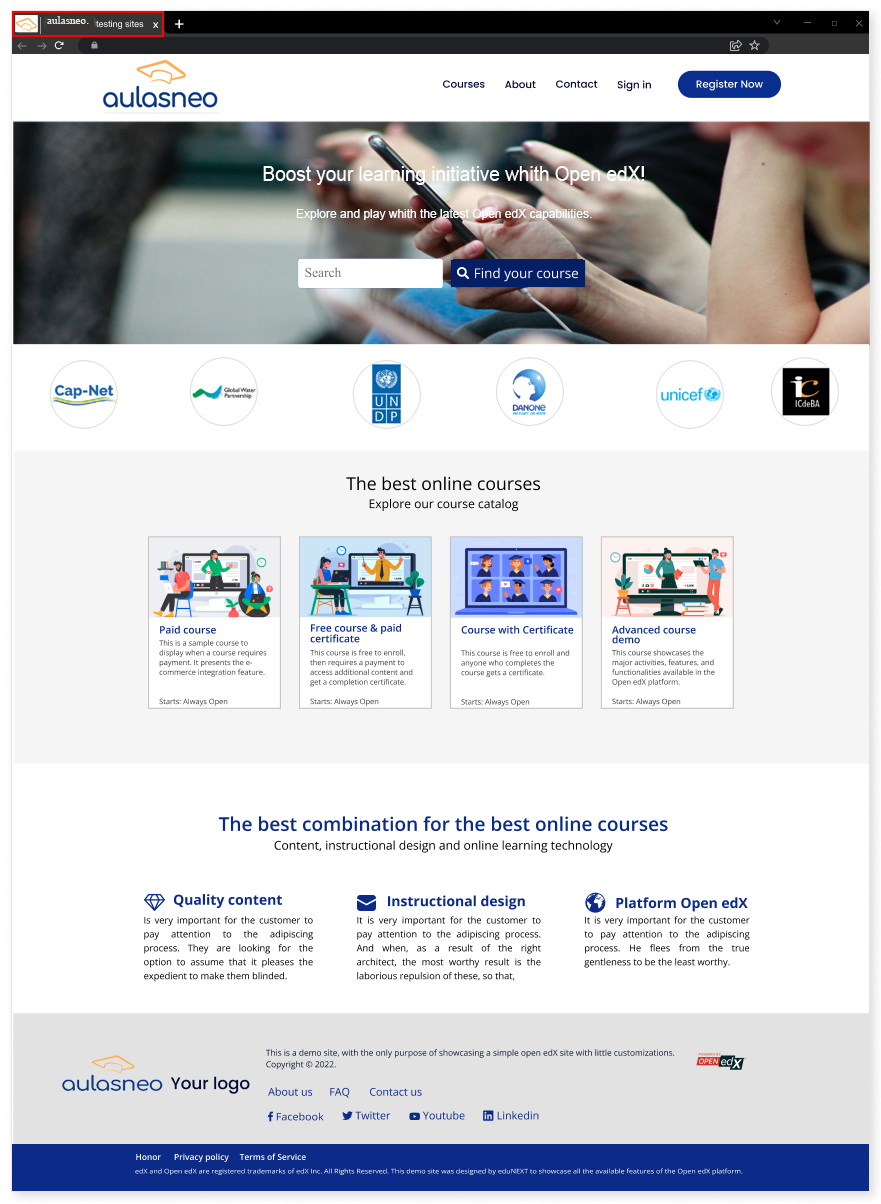 aulasneo. testing sites x +
aulasneo
Courses About Contact Sign in Register Now
Boost your learning initiative whith Open edX!
Explore and play whith the latest Open edX capabilities.
Search Find your course
Cap-Net
Global Water
Partnership
U N
D P
DANONE
unicef
ic
ICdeBA
The best online courses
Explore our course catalog
Paid course
This is a sample course to
display when a course requires
payment. It presents the e-
commerce integration feature.
Starts: Always Open
Free course & paid
certificate
This course is free to enroll,
then requires a payment to
access additional content and
get a completion certificate.
Starts: Always Open
Course with Certificate
This course is free to enroll and
anyone who completes the
course gets a certificate.
Starts: Always Open
Advanced course
demo
This course showcases the
major activities, features, and
functionalities available in the
Open edX platform.
Starts: Always Open
The best combination for the best online courses
Content, instructional design and online learning technology
Quality content
Is very important for the customer to
pay attention to the adipiscing
process. They are looking for the
option to assume that it pleases the
expedient to make them blinded.
Instructional design
It is very important for the customer to
pay attention to the adipiscing process.
And when, as a result of the right
architect, the most worthy result is the
laborious repulsion of these, so that,
Platform Open edX
It is very important for the customer
to pay attention to the adipiscing
process. He flees from the true
gentleness to be the least worthy.
aulasneo Your logo
This is a demo site, with the only purpose of showcasing a simple open edX site with little customizations.
Copyright © 2022.
About us FAQ Contact us
Facebook Twitter Youtube Linkedin
POWERED BY
OPEN edX
Honor Privacy policy Terms of Service
edX and Open edX are registered trademarks of edX Inc. All Rights Reserved. This demo site was designed by eduNEXT to showcase all the available features of the Open edX platform.